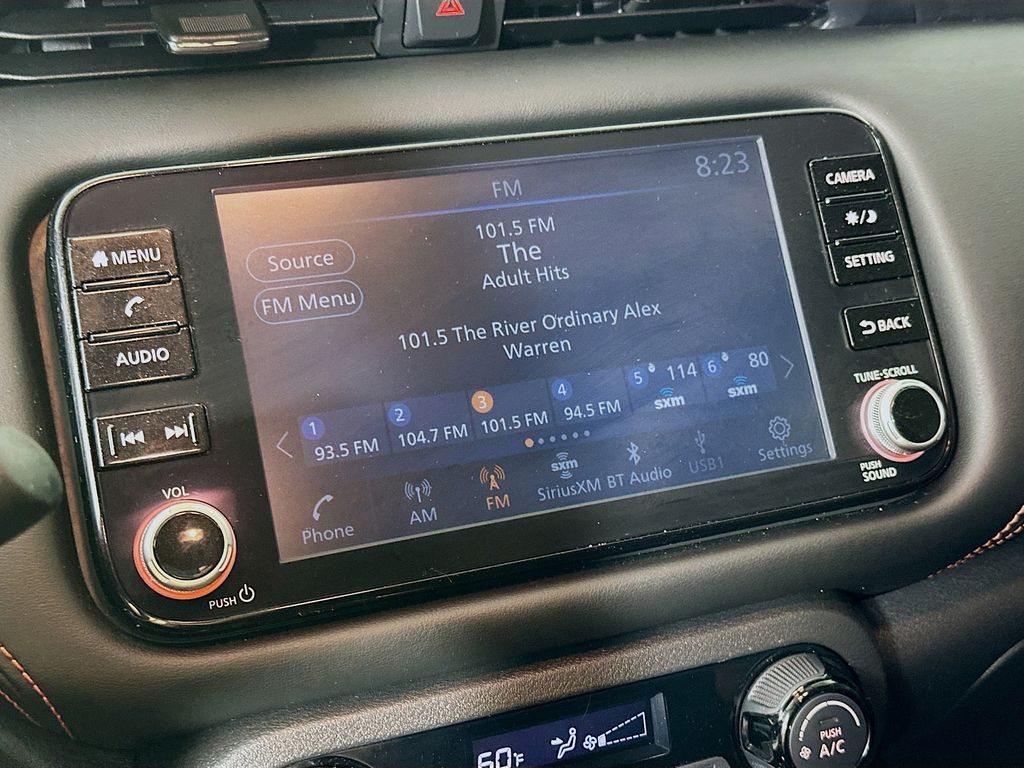 FM
8:23
101.5 FM
The
Adult Hits
Source
FM Menu
101.5 The River Ordinary Alex
Warren
1
93.5 FM
2
104.7 FM
3
101.5 FM
4
94.5 FM
5
114
sxm
6
80
sxm
Phone
AM
FM
sxm
SiriusXM
BT Audio
USB1
Settings
MENU
AUDIO
VOL
PUSH
CAMERA
SETTING
BACK
TUNE·SCROLL
PUSH
SOUND
60°F
PUSH
A/C